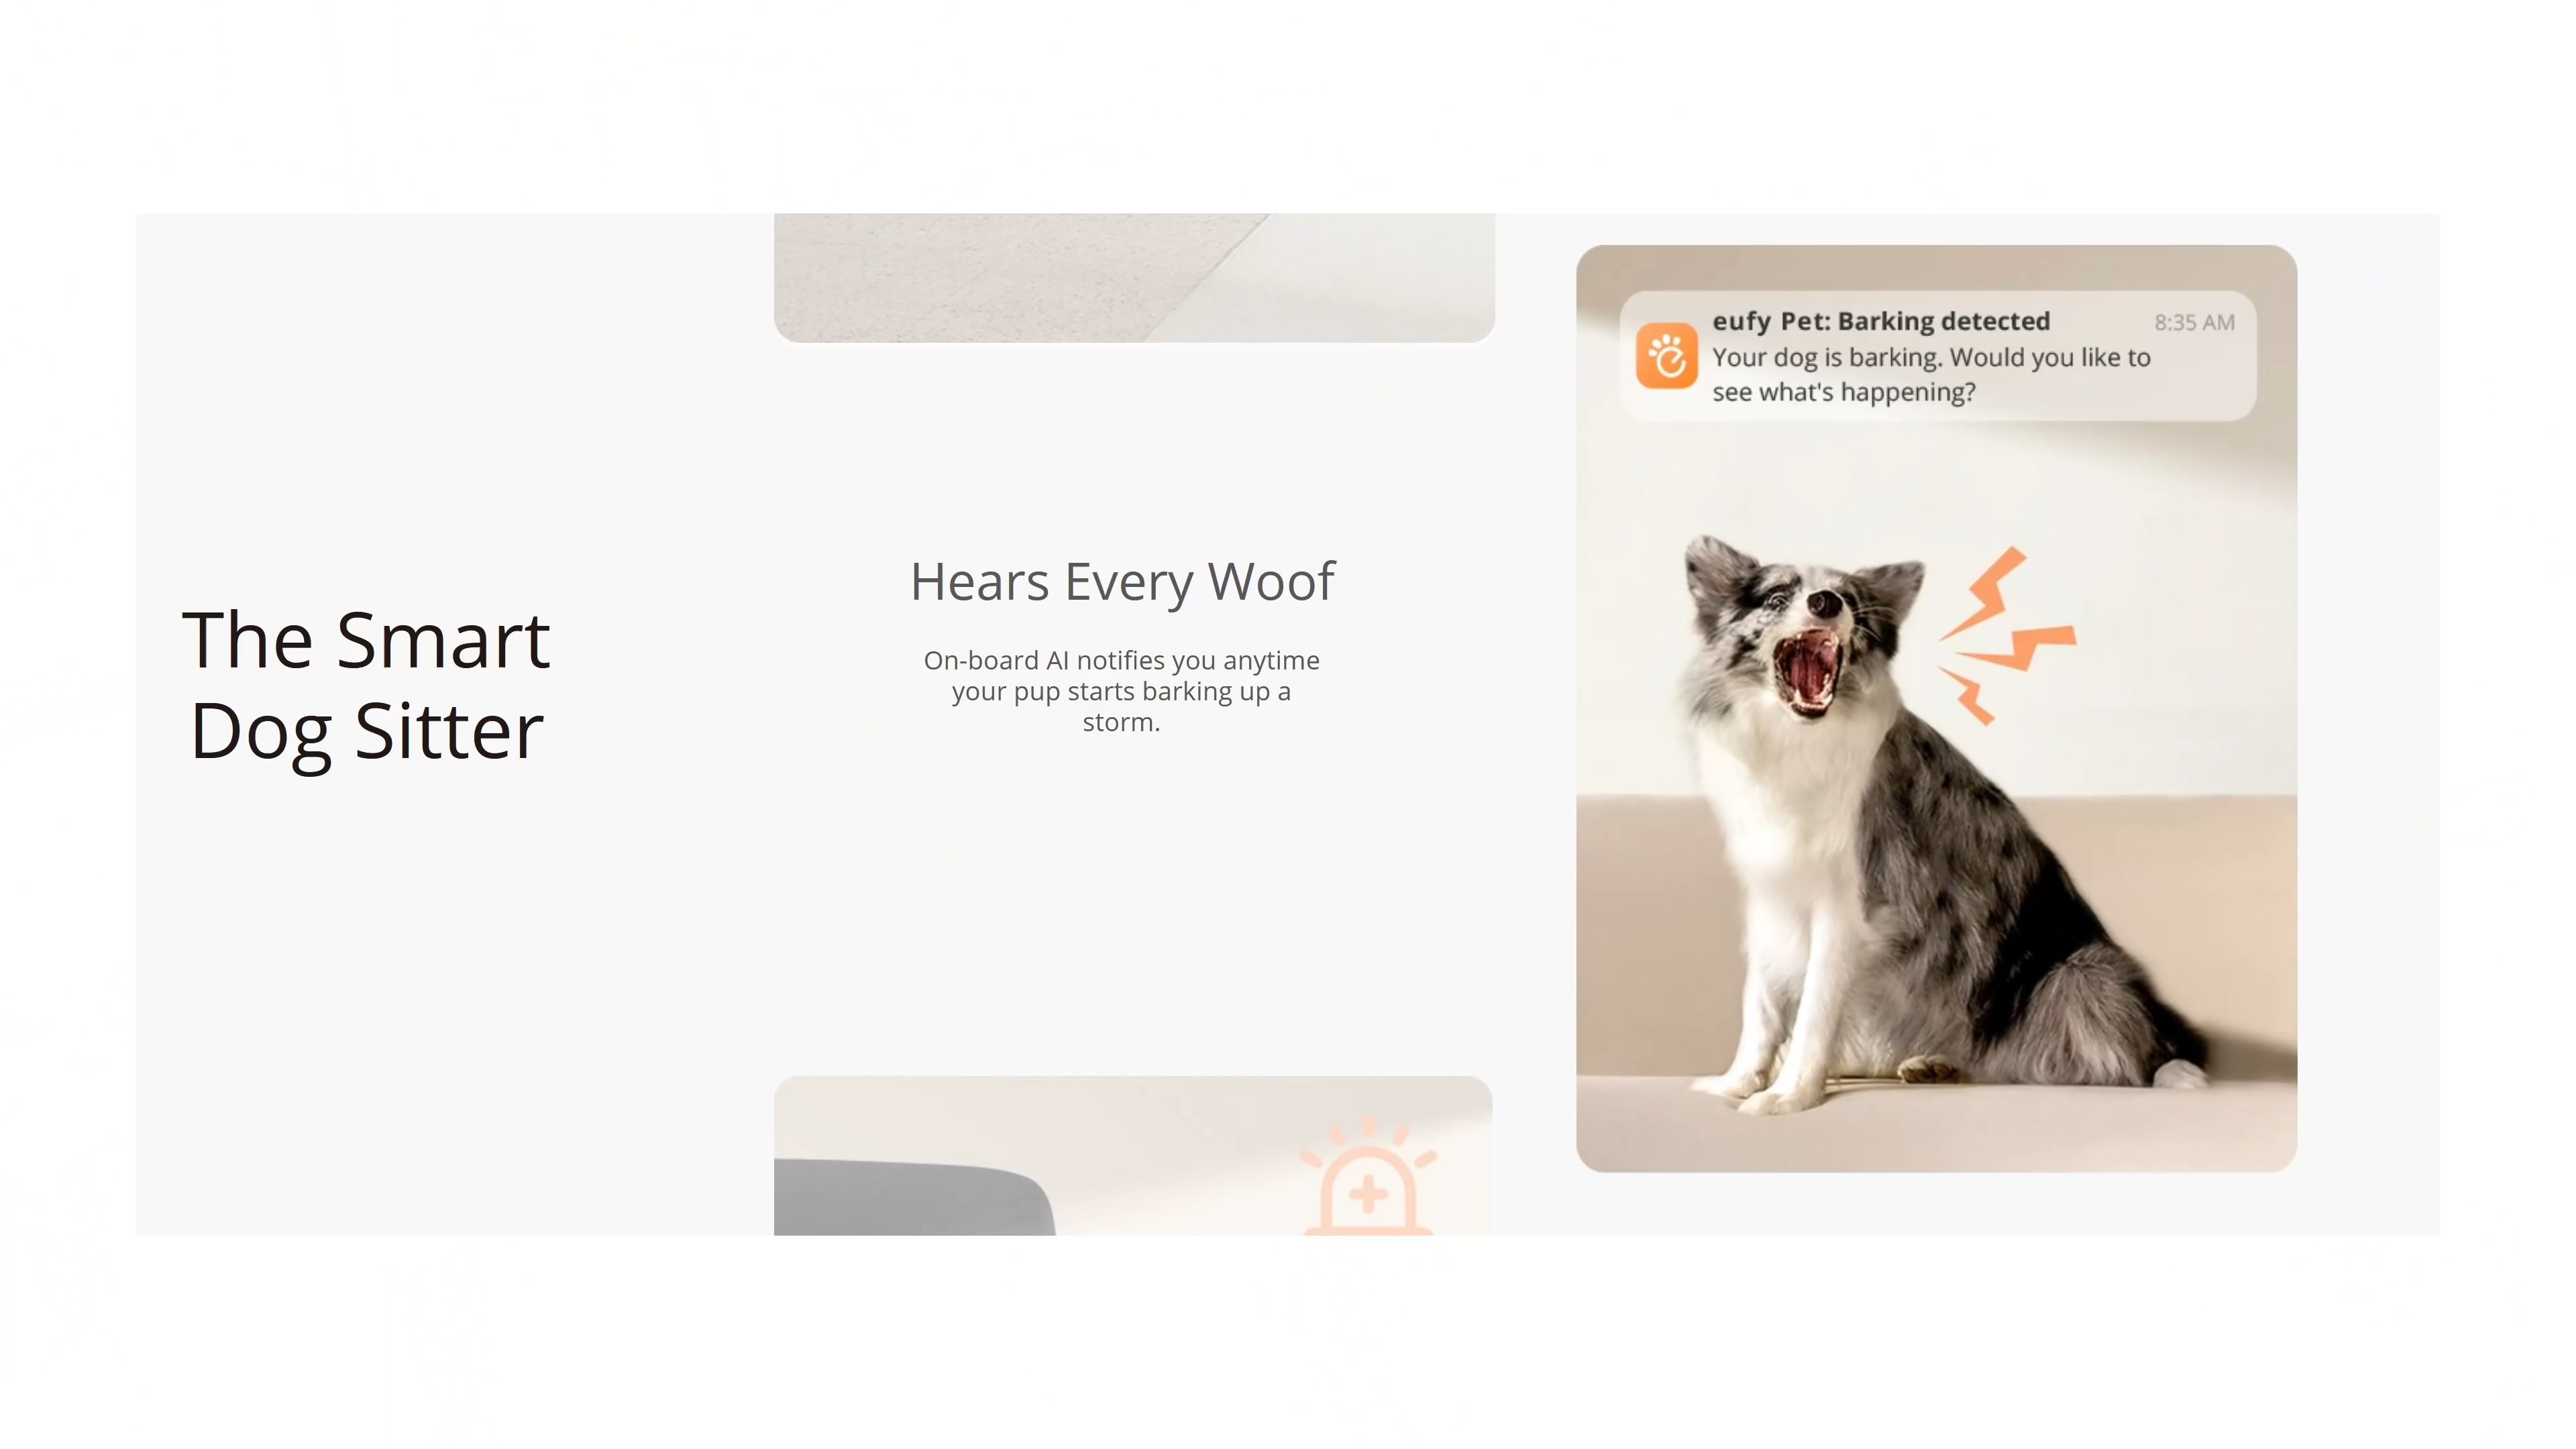 The Smart
Dog Sitter
Hears Every Woof
On-board AI notifies you anytime
your pup starts barking up a
storm.
eufy Pet: Barking detected
8:35 AM
Your dog is barking. Would you like to
see what's happening?